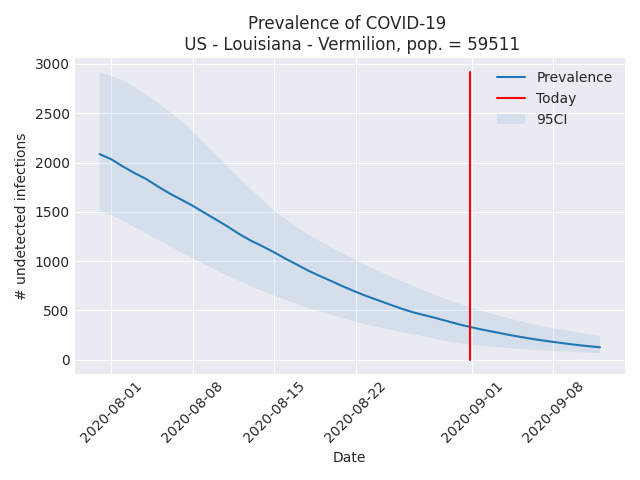 Prevalence of COVID-19
US - Louisiana - Vermilion, pop. = 59511
3000
2500
2000
1500
1000
500
0
# undetected infections
Prevalence
Today
95CI
2020-08-01
2020-08-08
2020-08-15
2020-08-22
2020-09-01
2020-09-08
Date